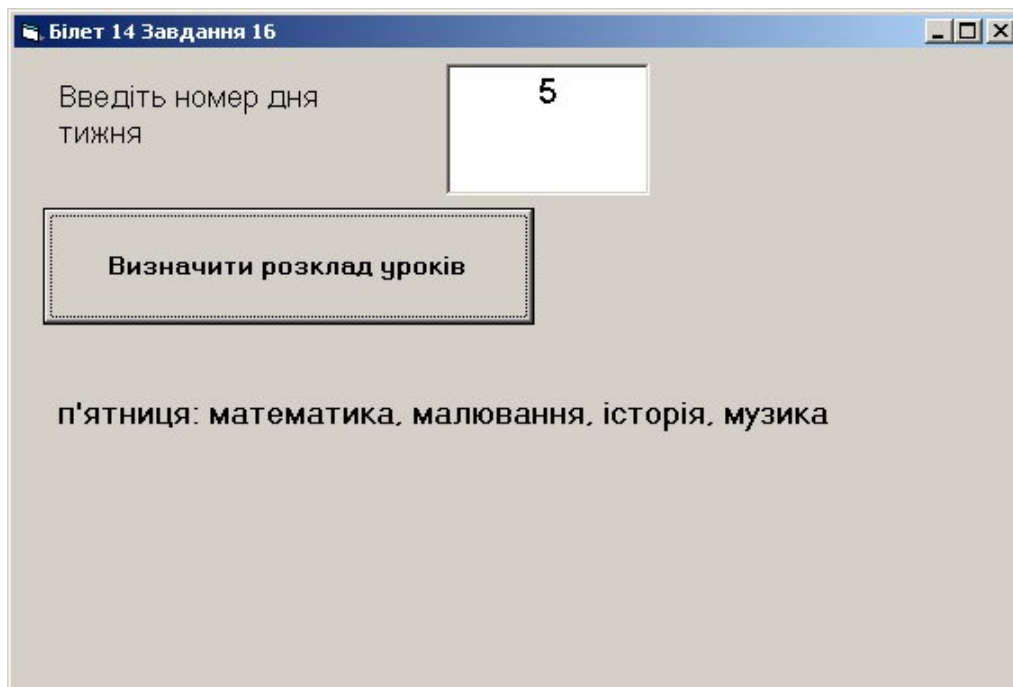 Білет 14 Завдання 16
Введіть номер дня
тижня
5
Визначити розклад уроків
п'ятниця: математика, малювання, історія, музика